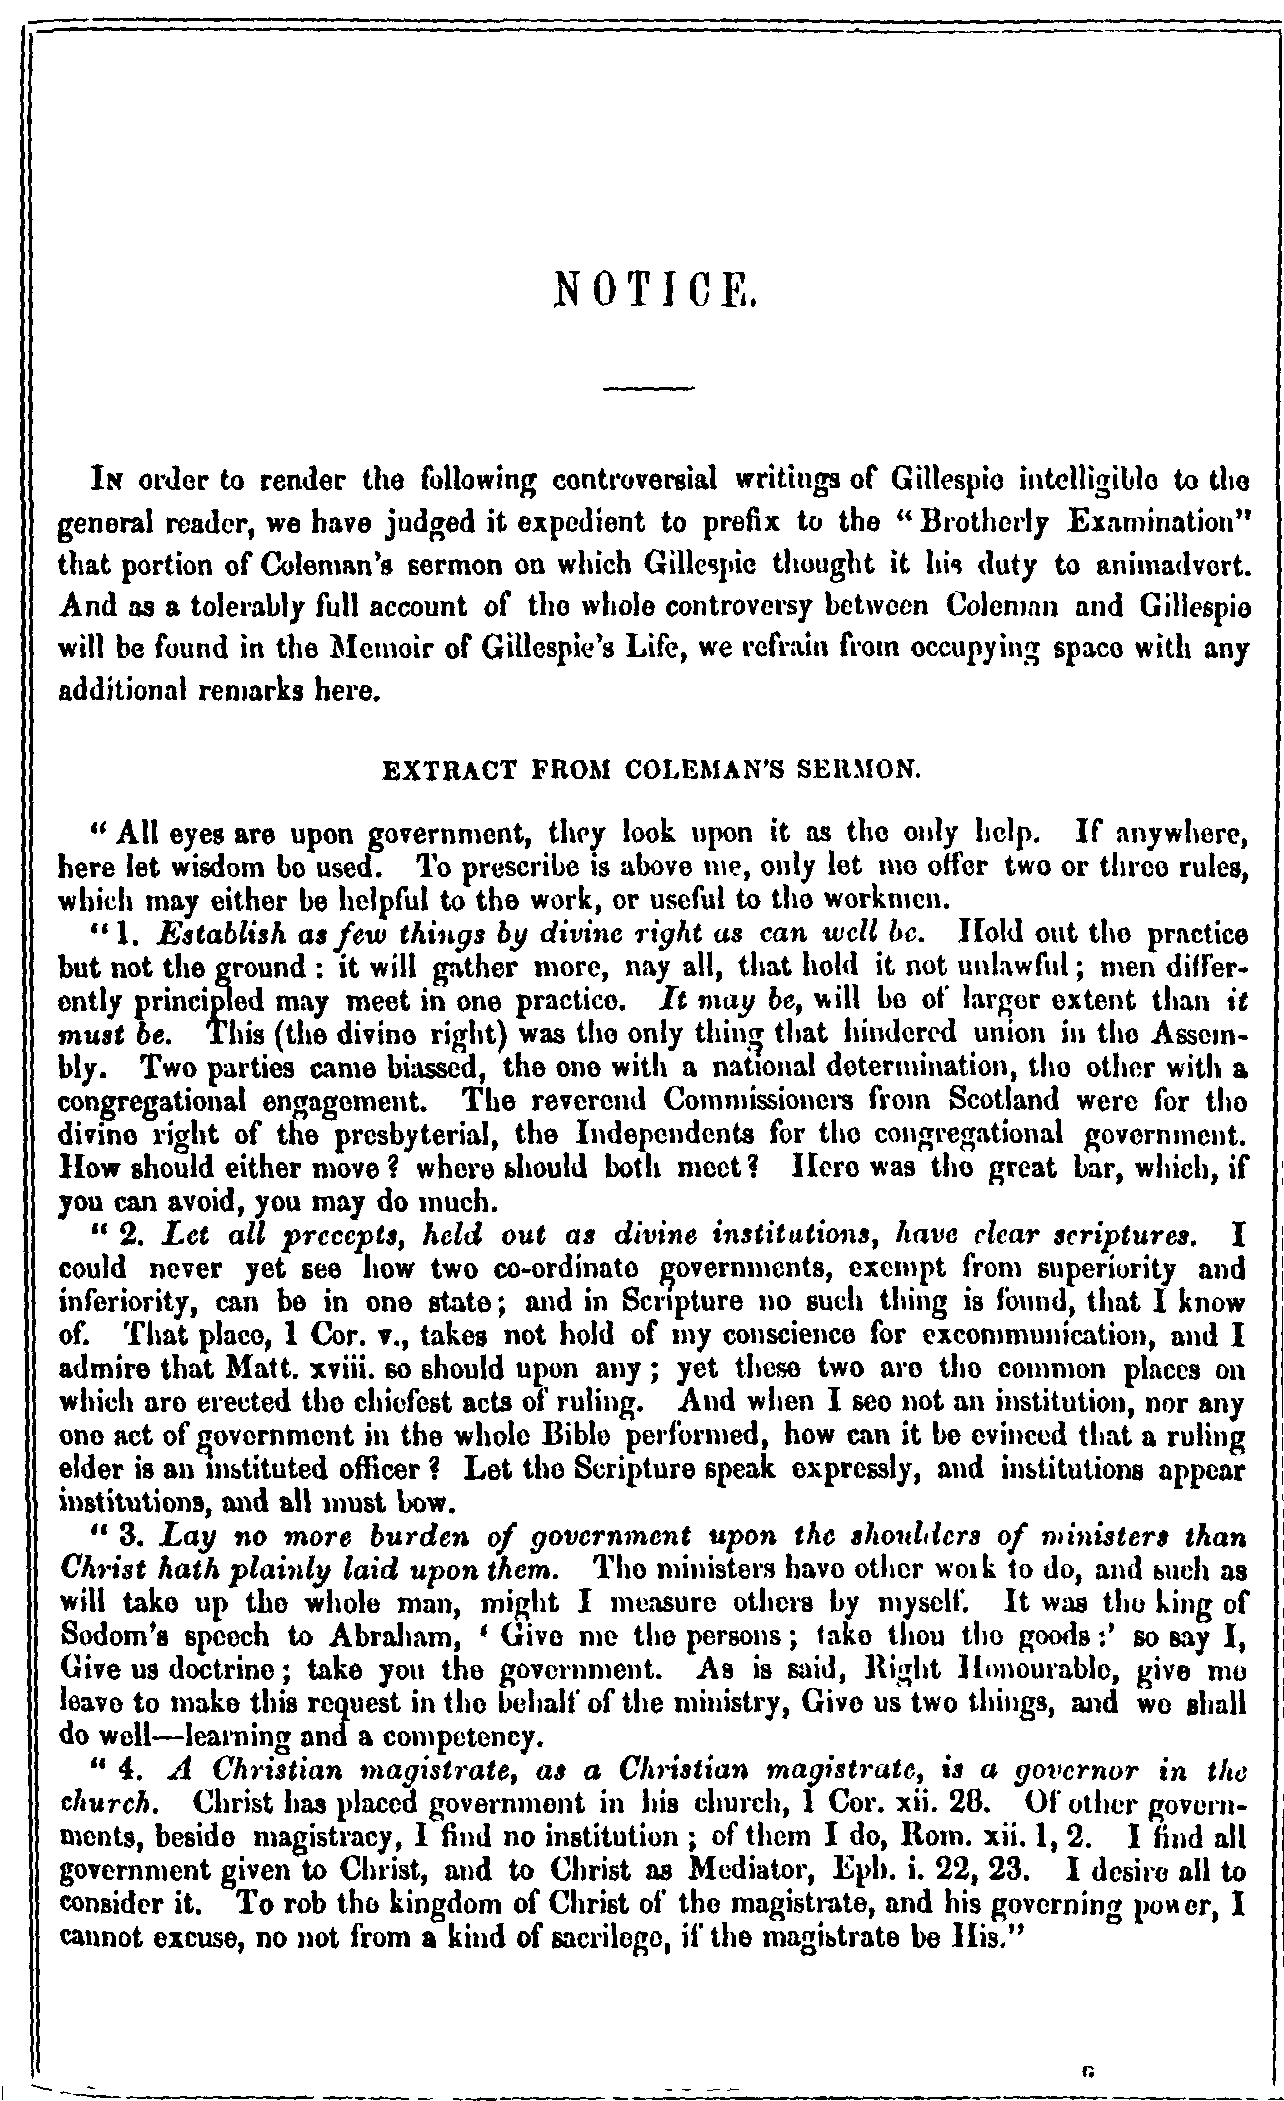 NOTICE.
In order to render the following controversial writings of Gillespie intelligible to the
general reader, we have judged it expedient to prefix to the “Brotherly Examination”
that portion of Coleman's sermon on which Gillespie thought it his duty to animadvert.
And as a tolerably full account of the whole controversy between Coleman and Gillespie
will be found in the Memoir of Gillespie's Life, we refrain from occupying space with any
additional remarks here.
EXTRACT FROM COLEMAN'S SERMON.
“All eyes are upon government, they look upon it as the only help. If anywhere,
here let wisdom be used. To prescribe is above me, only let me offer two or three rules,
which may either be helpful to the work, or useful to the workmen.
“1. Establish as few things by divine right as can well be. Hold out the practice
but not the ground: it will gather more, nay all, that hold it not unlawful; men differ-
ently principled may meet in one practice. It may be, will be of larger extent than it
must be. This (the divine right) was the only thing that hindered union in the Assem-
bly. Two parties came biassed, the one with a national determination, the other with a
congregational engagement. The reverend Commissioners from Scotland were for the
divine right of the presbyterial, the Independents for the congregational government.
How should either move? where should both meet? Here was the great bar, which, if
you can avoid, you may do much.
“2. Let all precepts, held out as divine institutions, have clear scriptures. I
could never yet see how two co-ordinate governments, exempt from superiority and
inferiority, can be in one state; and in Scripture no such thing is found, that I know
of. That place, 1 Cor. v., takes not hold of my conscience for excommunication, and I
admire that Matt. xviii. so should upon any; yet these two are the common places on
which are erected the chiefest acts of ruling. And when I see not an institution, nor any
one act of government in the whole Bible performed, how can it be evinced that a ruling
elder is an instituted officer? Let the Scripture speak expressly, and institutions appear
institutions, and all must bow.
“3. Lay no more burden of government upon the shoulders of ministers than
Christ hath plainly laid upon them. The ministers have other work to do, and such as
will take up the whole man, might I measure others by myself. It was the king of
Sodom's speech to Abraham, ‘Give me the persons; take thou the goods:’ so say I,
Give us doctrine; take you the government. As is said, Right Honourable, give me
leave to make this request in the behalf of the ministry, Give us two things, and we shall
do well—learning and a competency.
“4. A Christian magistrate, as a Christian magistrate, is a governor in the
church. Christ has placed government in his church, 1 Cor. xii. 28. Of other govern-
ments, beside magistracy, I find no institution; of them I do, Rom. xii. 1, 2. I find all
government given to Christ, and to Christ as Mediator, Eph. i. 22, 23. I desire all to
consider it. To rob the kingdom of Christ of the magistrate, and his governing power, I
cannot excuse, no not from a kind of sacrilege, if the magistrate be His.”
G